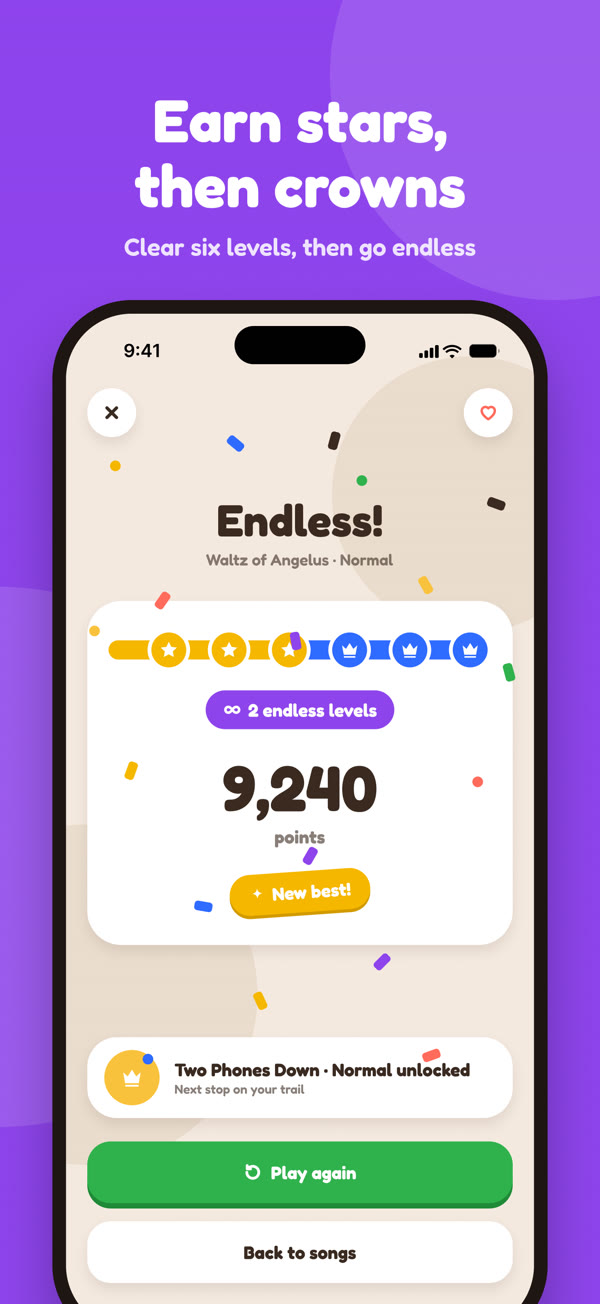 Earn stars,
then crowns
Clear six levels, then go endless
9:41
Endless!
Waltz of Angelus · Normal
∞ 2 endless levels
9,240
points
New best!
Two Phones Down · Normal unlocked
Next stop on your trail
Play again
Back to songs